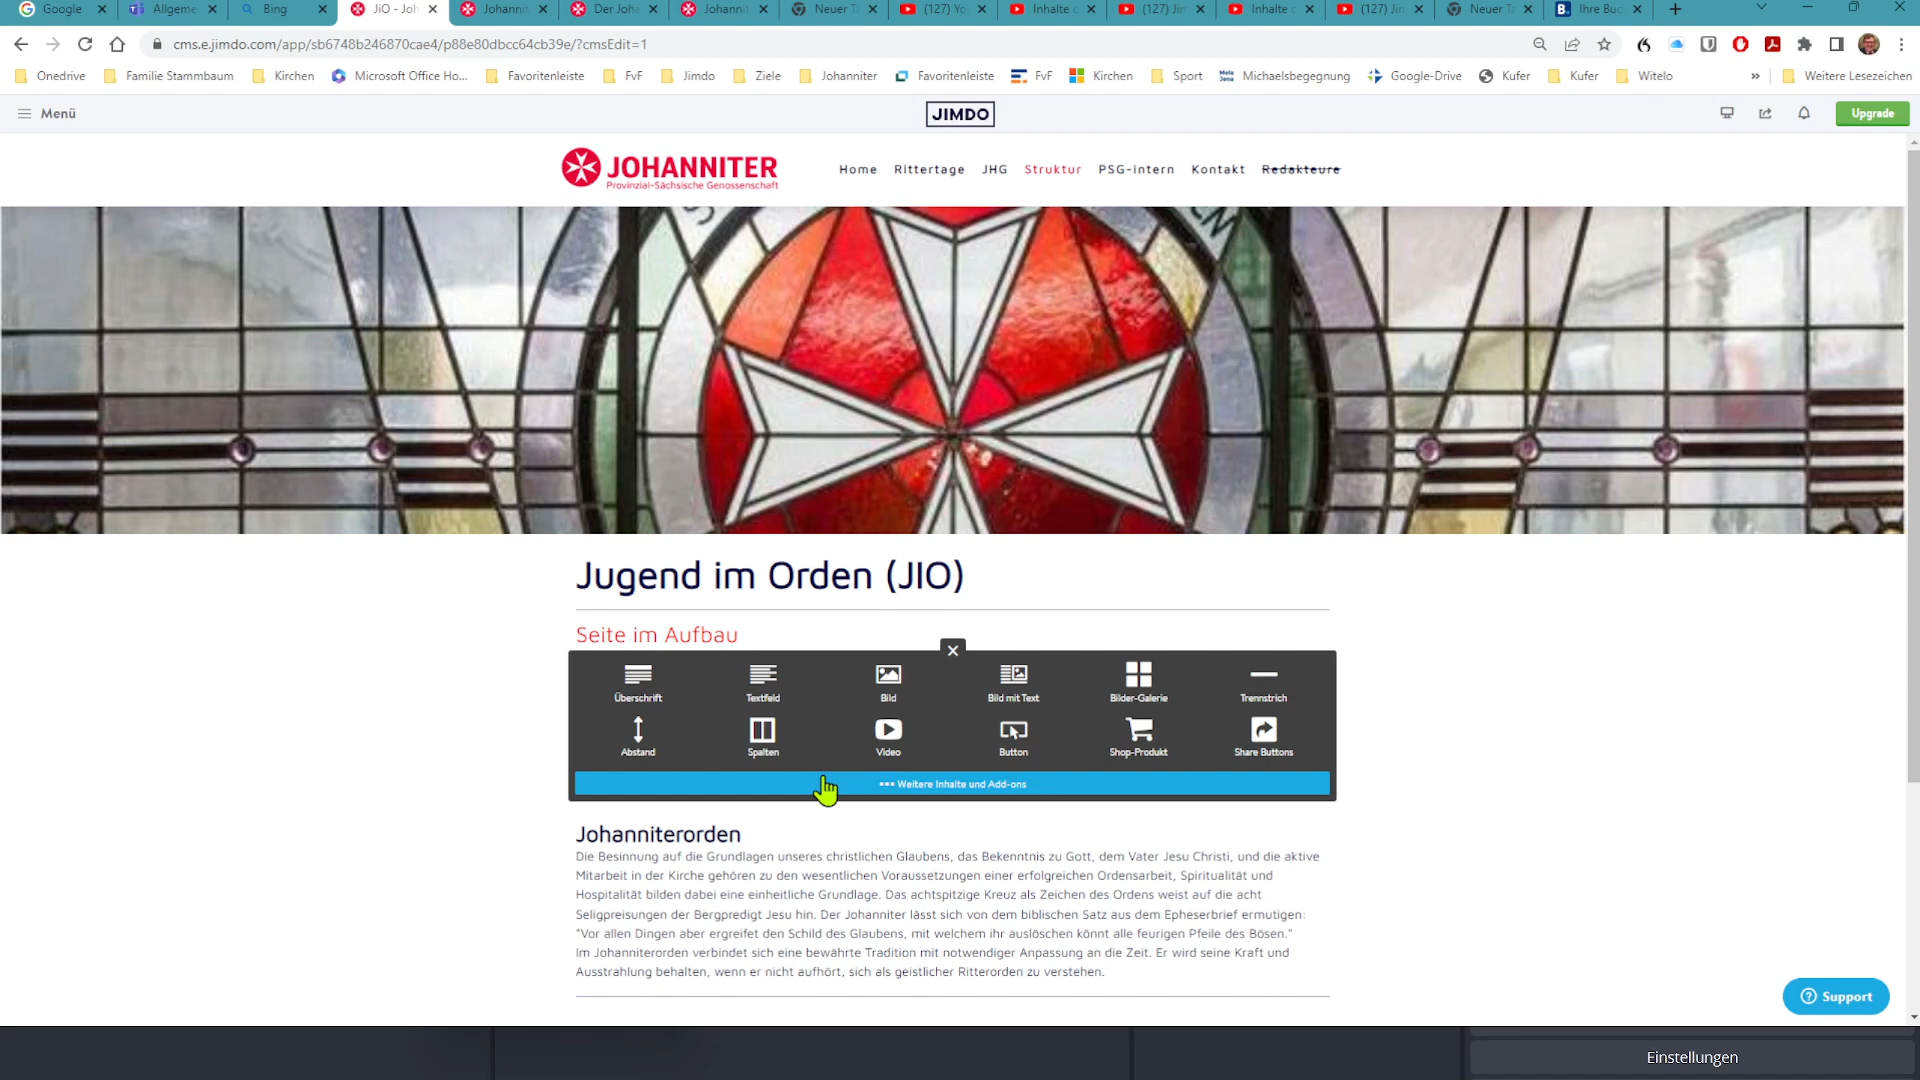 Google
Allgeme
Bing
JiO - Joh
Johannit
Der Joha
Johannit
Neuer Ta
(127) Yo
Inhalte c
(127) Jin
Inhalte c
(127) Jin
Neuer Ta
Ihre Buc
cms.e.jimdo.com/app/sb6748b246870cae4/p88e80dbcc64cb39e/?cmsEdit=1
Onedrive
Familie Stammbaum
Kirchen
Microsoft Office Ho...
Favoritenleiste
FvF
Jimdo
Ziele
Johanniter
Favoritenleiste
FvF
Kirchen
Sport
Michaelsbegegnung
Google-Drive
Kufer
Kufer
Witelo
»
Weitere Lesezeichen
Menü
JIMDO
Upgrade
JOHANNITER
Provinzial-Sächsische Genossenschaft
Home Rittertage JHG Struktur PSG-intern Kontakt Redakteure
Jugend im Orden (JIO)
Seite im Aufbau
Überschrift
Textfeld
Bild
Bild mit Text
Bilder-Galerie
Trennstrich
Abstand
Spalten
Video
Button
Shop-Produkt
Share Buttons
Weitere Inhalte und Add-ons
Johanniterorden
Die Besinnung auf die Grundlagen unseres christlichen Glaubens, das Bekenntnis zu Gott, dem Vater Jesu Christi, und die aktive
Mitarbeit in der Kirche gehören zu den wesentlichen Voraussetzungen einer erfolgreichen Ordensarbeit, Spiritualität und
Hospitalität bilden dabei eine einheitliche Grundlage. Das achtspitzige Kreuz als Zeichen des Ordens weist auf die acht
Seligpreisungen der Bergpredigt Jesu hin. Der Johanniter lässt sich von dem biblischen Satz aus dem Epheserbrief ermutigen:
"Vor allen Dingen aber ergreifet den Schild des Glaubens, mit welchem ihr auslöschen könnt alle feurigen Pfeile des Bösen."
Im Johanniterorden verbindet sich eine bewährte Tradition mit notwendiger Anpassung an die Zeit. Er wird seine Kraft und
Ausstrahlung behalten, wenn er nicht aufhört, sich als geistlicher Ritterorden zu verstehen.
Support
Einstellungen